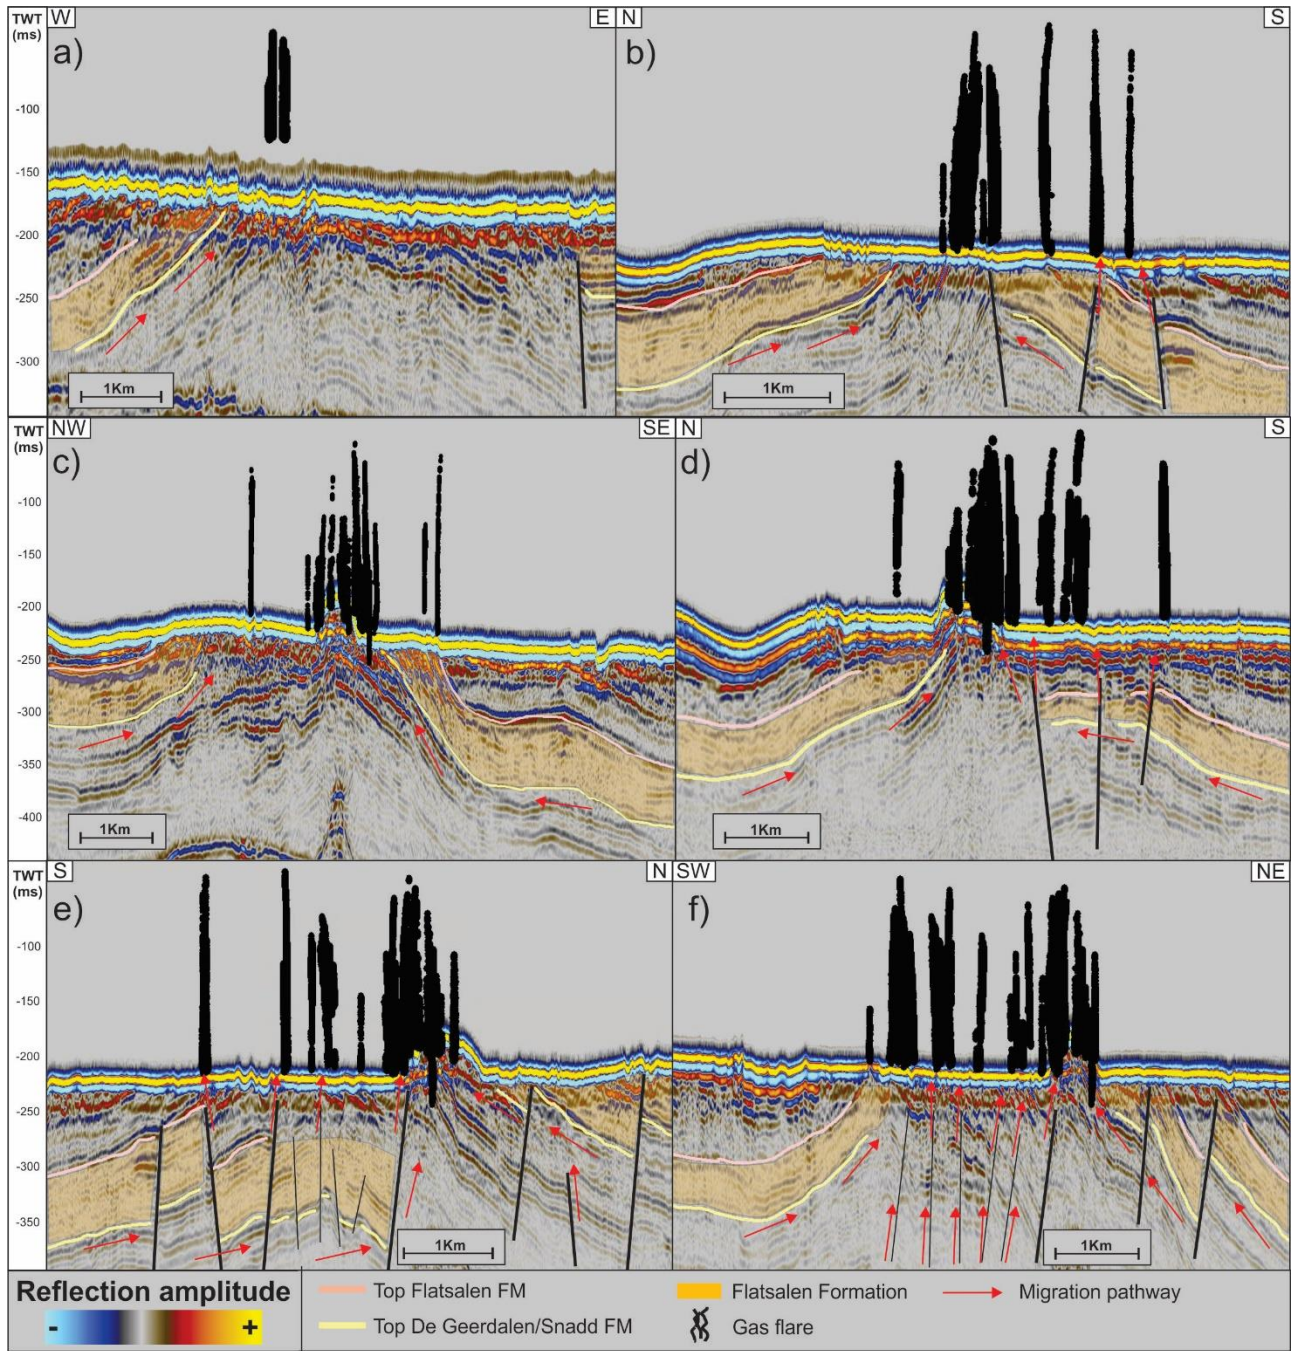 TWT
(ms)
W
E
N
S
a)
b)
-100
-150
-200
-250
-300
1Km
1Km
TWT
(ms)
NW
SE
N
S
c)
d)
-100
-150
-200
-250
-300
-350
-400
1Km
1Km
TWT
(ms)
S
N
SW
NE
e)
f)
-100
-150
-200
-250
-300
-350
1Km
1Km
Reflection amplitude
- +
Top Flatsalen FM
Flatsalen Formation
Migration pathway
Top De Geerdalen/Snadd FM
Gas flare